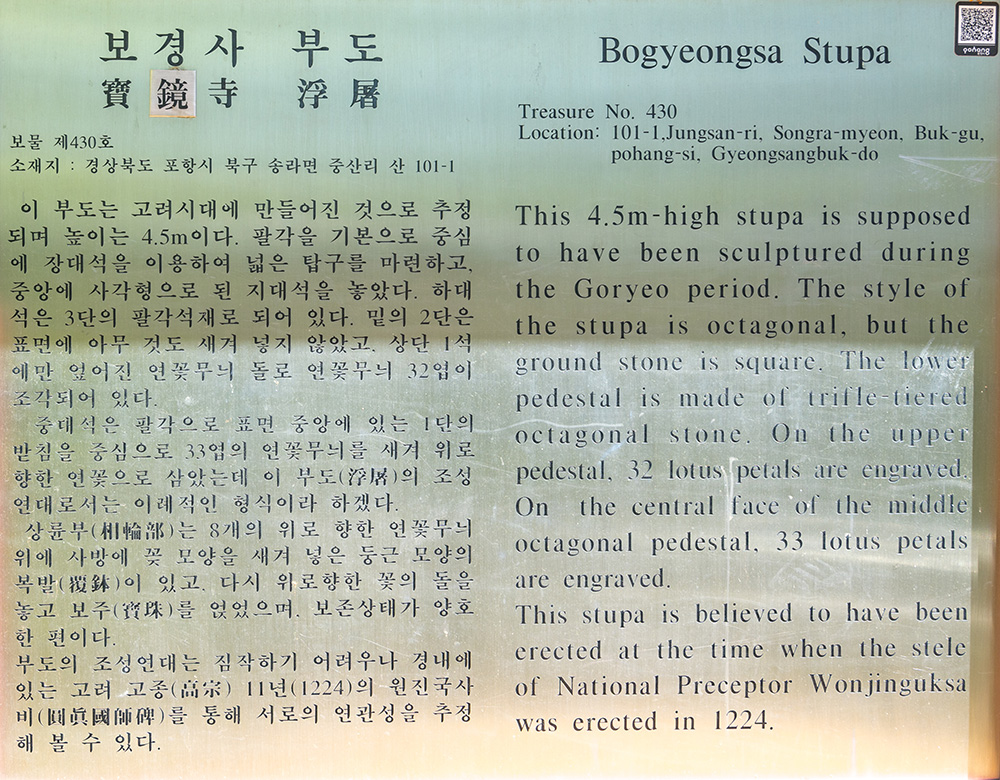 보경사 부도
寶鏡寺 浮屠
보물 제430호
소재지 : 경상북도 포항시 북구 송라면 중산리 산 101-1
이 부도는 고려시대에 만들어진 것으로 추정
되며 높이는 4.5m이다. 팔각을 기본으로 중심
에 장대석을 이용하여 넓은 탑구를 마련하고,
중앙에 사각형으로 된 지대석을 놓았다. 하대
석은 3단의 팔각석재로 되어 있다. 밑의 2단은
표면에 아무 것도 새겨 넣지 않았고, 상단 1석
에만 엎어진 연꽃무늬 돌로 연꽃무늬 32엽이
조각되어 있다.
중대석은 팔각으로 표면 중앙에 있는 1단의
받침을 중심으로 33엽의 연꽃무늬를 새겨 위로
향한 연꽃으로 삼았는데 이 부도(浮屠)의 조성
연대로서는 이례적인 형식이라 하겠다.
상륜부(相輪部)는 8개의 위로 향한 연꽃무늬
위에 사방에 꽃 모양을 새겨 넣은 둥근 모양의
복발(覆鉢)이 있고, 다시 위로향한 꽃의 돌을
놓고 보주(寶珠)를 얹었으며, 보존상태가 양호
한 편이다.
부도의 조성연대는 짐작하기 어려우나 경내에
있는 고려 고종(高宗) 11년(1224)의 원진국사
비(圓眞國師碑)를 통해 서로의 연관성을 추정
해 볼 수 있다.
Bogyeongsa Stupa
Treasure No. 430
Location: 101-1,Jungsan-ri, Songra-myeon, Buk-gu,
pohang-si, Gyeongsangbuk-do
This 4.5m-high stupa is supposed
to have been sculptured during
the Goryeo period. The style of
the stupa is octagonal, but the
ground stone is square. The lower
pedestal is made of trifle-tiered
octagonal stone. On the upper
pedestal, 32 lotus petals are engraved.
On the central face of the middle
octagonal pedestal, 33 lotus petals
are engraved.
This stupa is believed to have been
erected at the time when the stele
of National Preceptor Wonjinguksa
was erected in 1224.